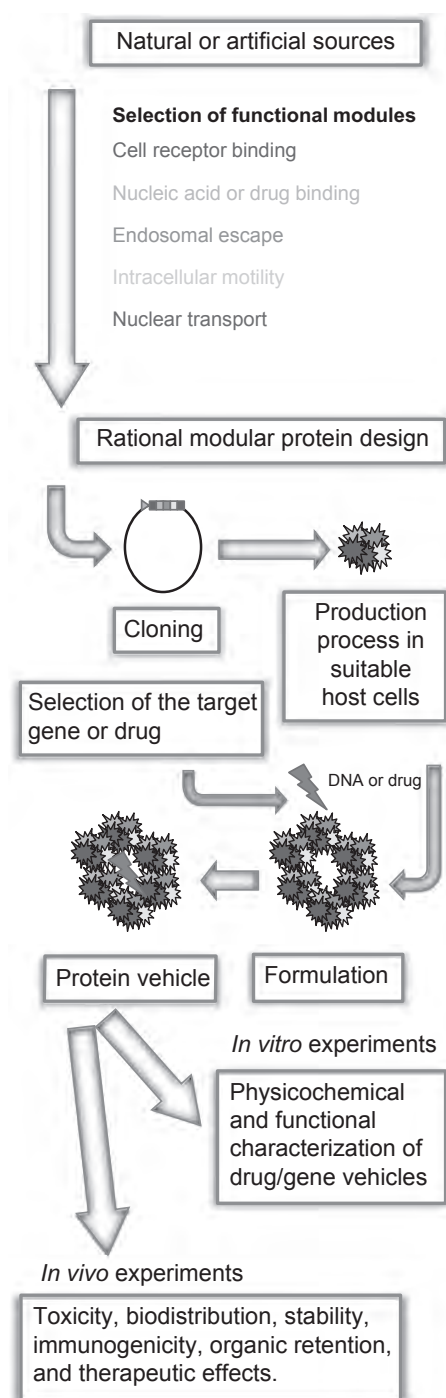 Natural or artificial sources
Selection of functional modules
Cell receptor binding
Nucleic acid or drug binding
Endosomal escape
Intracellular motility
Nuclear transport
Rational modular protein design
Cloning
Production
process in
suitable
host cells
Selection of the target
gene or drug
DNA or drug
Protein vehicle
Formulation
In vitro experiments
Physicochemical
and functional
characterization of
drug/gene vehicles
In vivo experiments
Toxicity, biodistribution, stability,
immunogenicity, organic retention,
and therapeutic effects.